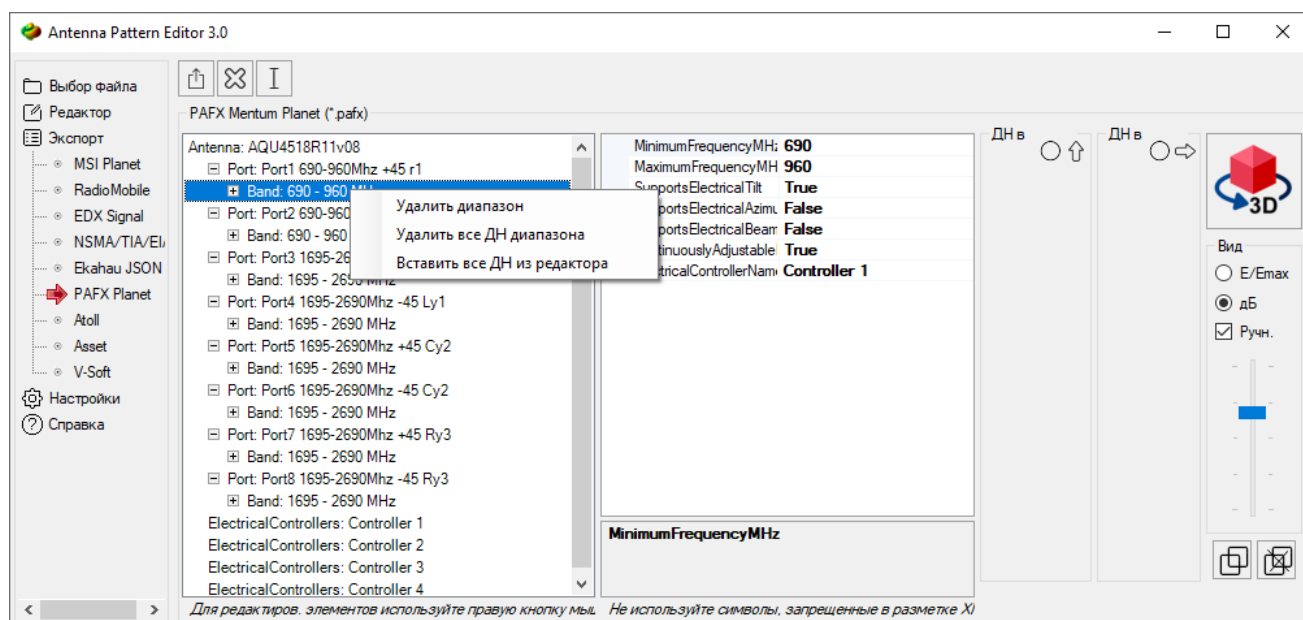 Antenna Pattern Editor 3.0
Выбор файла
Редактор
Экспорт
MSI Planet
RadioMobile
EDX Signal
NSMA/TIA/EI
Ekahau JSON
PAFX Planet
Atoll
Asset
V-Soft
Настройки
Справка
PAFX Mentum Planet (*.pafx)
Antenna: AQU4518R11v08
Port: Port1 690-960Mhz +45 r1
Band: 690 - 960 MHz
Port: Port2 690-960
Band: 690 - 960
Port: Port3 1695-26
Band: 1695 - 2690 MHz
Port: Port4 1695-2690Mhz -45 Ly1
Band: 1695 - 2690 MHz
Port: Port5 1695-2690Mhz +45 Cy2
Band: 1695 - 2690 MHz
Port: Port6 1695-2690Mhz -45 Cy2
Band: 1695 - 2690 MHz
Port: Port7 1695-2690Mhz +45 Ry3
Band: 1695 - 2690 MHz
Port: Port8 1695-2690Mhz -45 Ry3
Band: 1695 - 2690 MHz
ElectricalControllers: Controller 1
ElectricalControllers: Controller 2
ElectricalControllers: Controller 3
ElectricalControllers: Controller 4
Удалить диапазон
Удалить все ДН диапазона
Вставить все ДН из редактора
MinimumFrequencyMHz 690
MaximumFrequencyMH 960
SupportsElectricalTilt True
portsElectricalAzimu False
portsElectricalBeam False
tinuouslyAdjustable True
tricalControllerName Controller 1
MinimumFrequencyMHz
Для редактиров. элементов используйте правую кнопку мыш
Не используйте символы, запрещенные в разметке X
ДН в
ДН в
3D
Вид
E/Emax
дБ
Ручн.